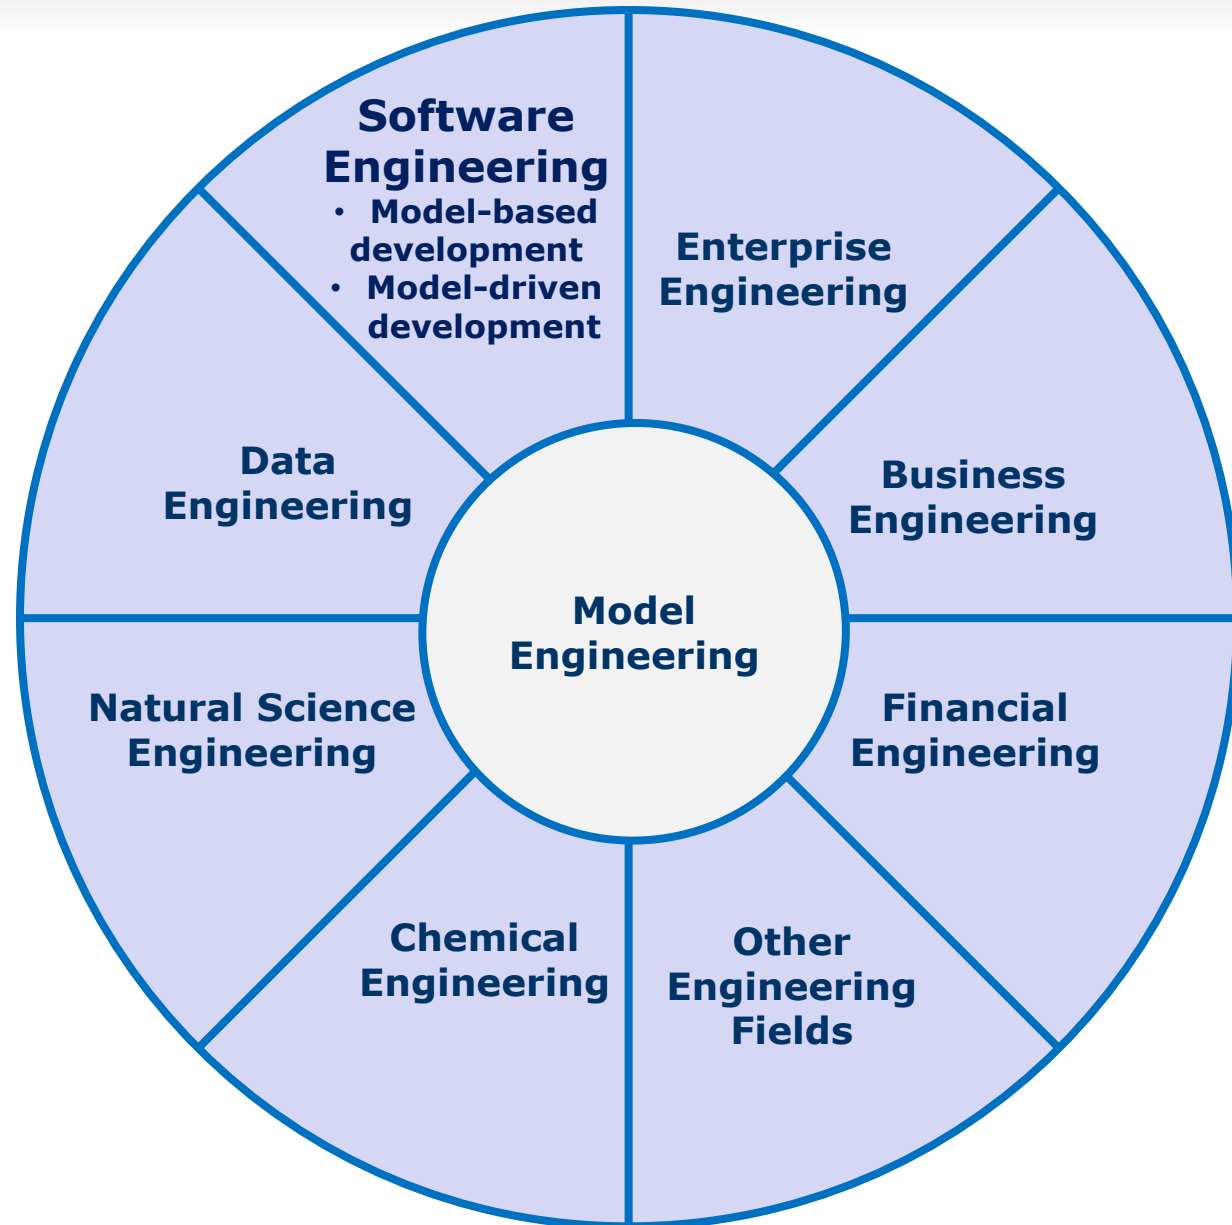 Software
Engineering
• Model-based
development
• Model-driven
development
Enterprise
Engineering
Data
Engineering
Business
Engineering
Model
Engineering
Natural Science
Engineering
Financial
Engineering
Chemical
Engineering
Other
Engineering
Fields